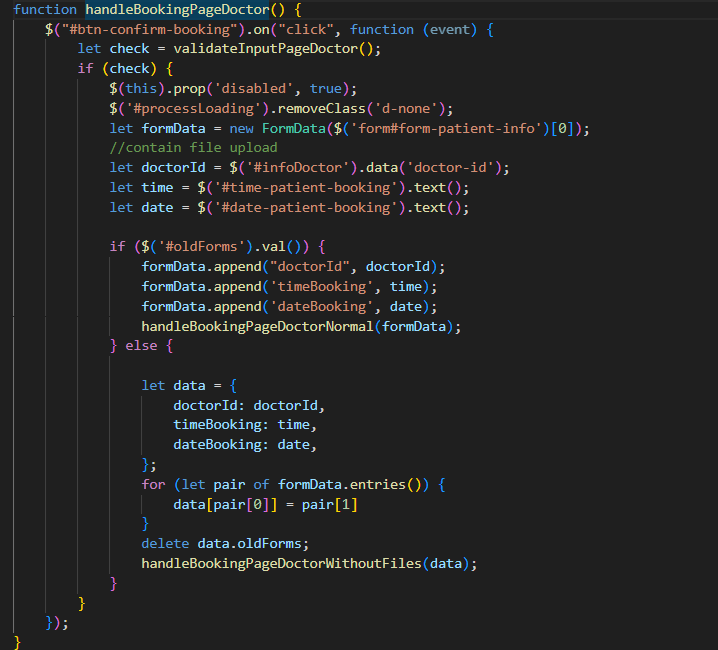 function handleBookingPageDoctor() {
    $("#btn-confirm-booking").on("click", function (event) {
        let check = validateInputPageDoctor();
        if (check) {
            $(this).prop('disabled', true);
            $('#processLoading').removeClass('d-none');
            let formData = new FormData($('form#form-patient-info')[0]);
            //contain file upload
            let doctorId = $('#infoDoctor').data('doctor-id');
            let time = $('#time-patient-booking').text();
            let date = $('#date-patient-booking').text();

            if ($('#oldForms').val()) {
                formData.append("doctorId", doctorId);
                formData.append('timeBooking', time);
                formData.append('dateBooking', date);
                handleBookingPageDoctorNormal(formData);
            } else {

                let data = {
                    doctorId: doctorId,
                    timeBooking: time,
                    dateBooking: date,
                };
                for (let pair of formData.entries()) {
                    data[pair[0]] = pair[1]
                }
                delete data.oldForms;
                handleBookingPageDoctorWithoutFiles(data);
            }
        }
    });
}